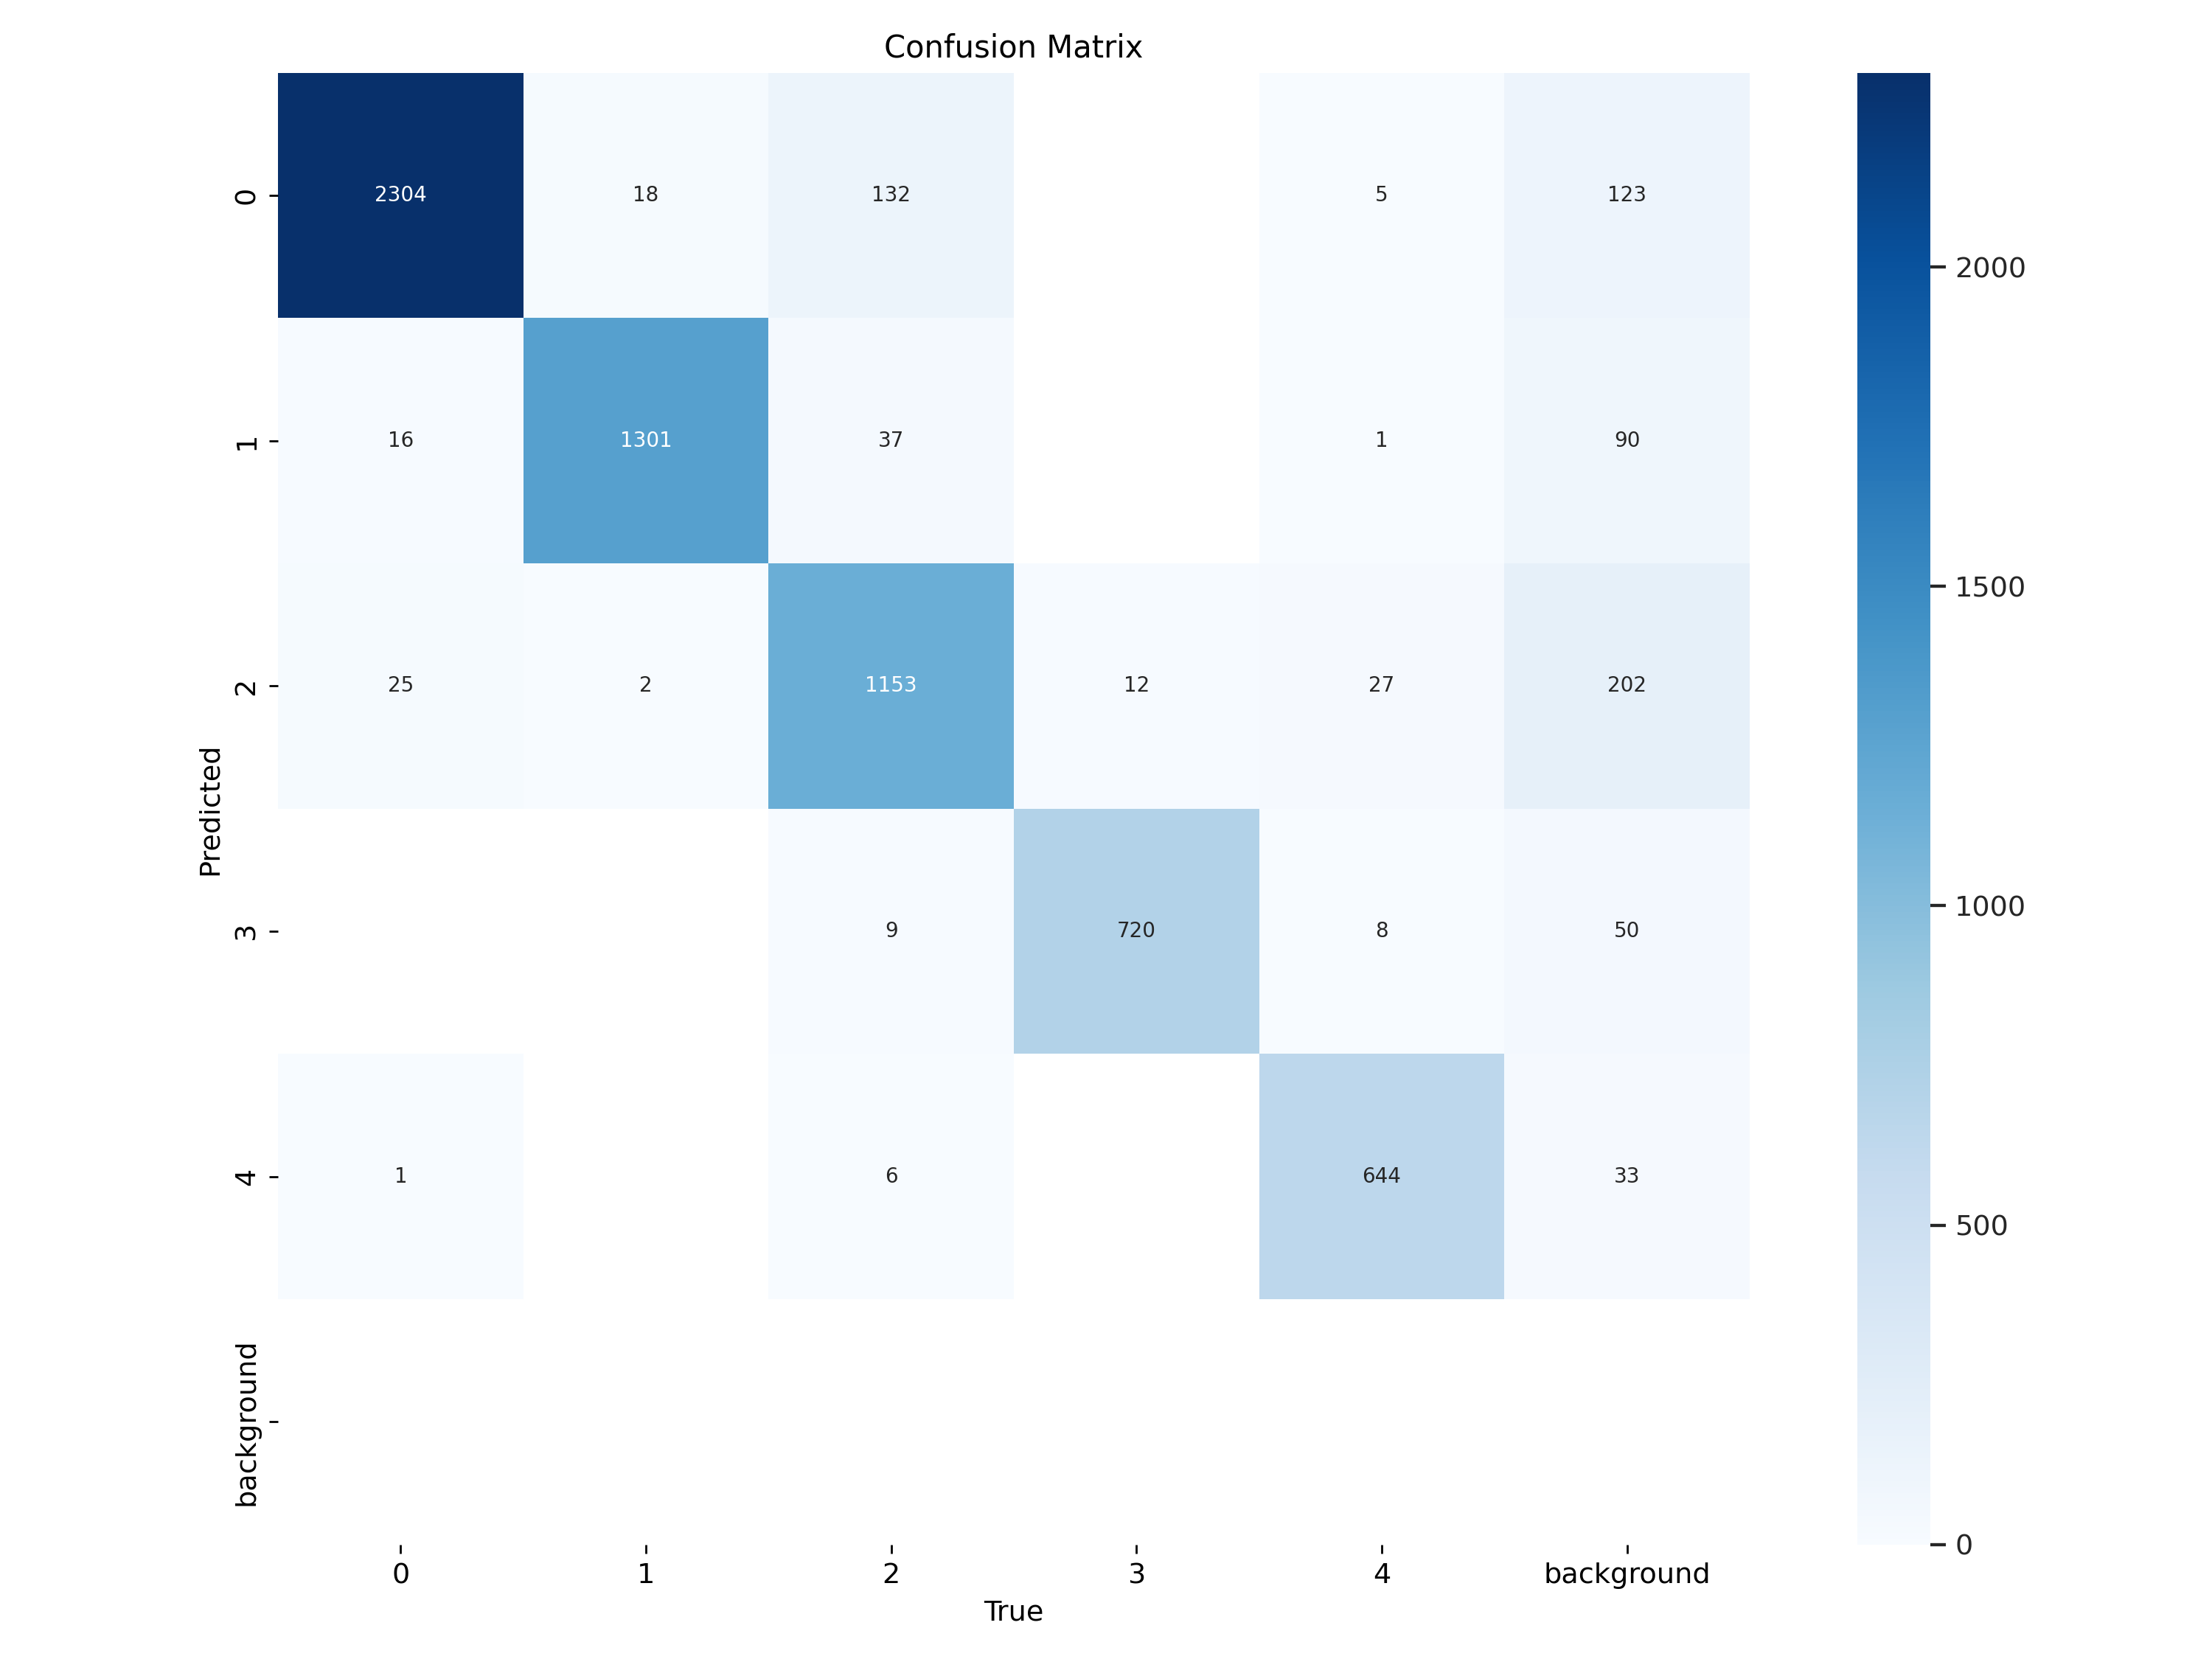 Confusion Matrix
0 2304 18 132 5 123
1 16 1301 37 1 90
2 25 2 1153 12 27 202
3 9 720 8 50
4 1 6 644 33
background
Predicted
0 1 2 3 4 background
True
2000
1500
1000
500
0